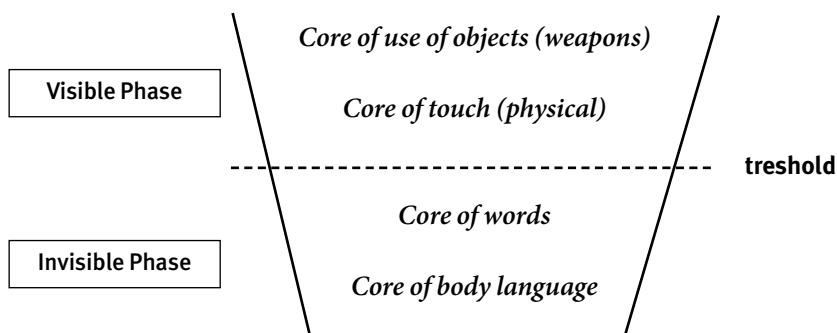 Core of use of objects (weapons)
Visible Phase
Core of touch (physical)
treshold
Core of words
Invisible Phase
Core of body language